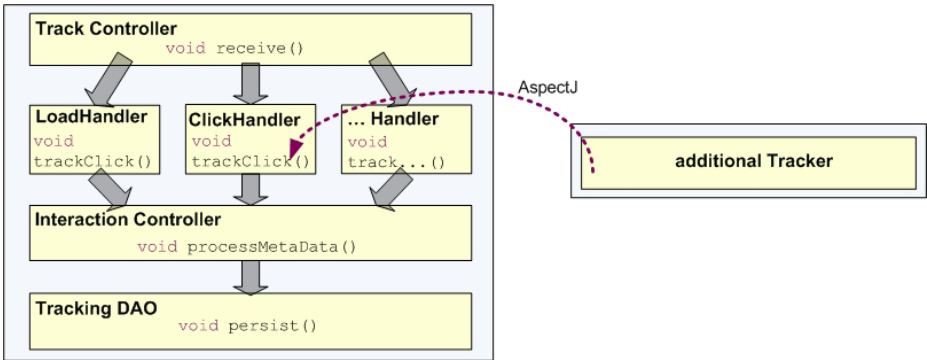 Track Controller
void receive()
AspectJ
LoadHandler
void
trackClick()
ClickHandler
void
trackClick()
... Handler
void
track...()
additional Tracker
Interaction Controller
void processMetaData()
Tracking DAO
void persist()